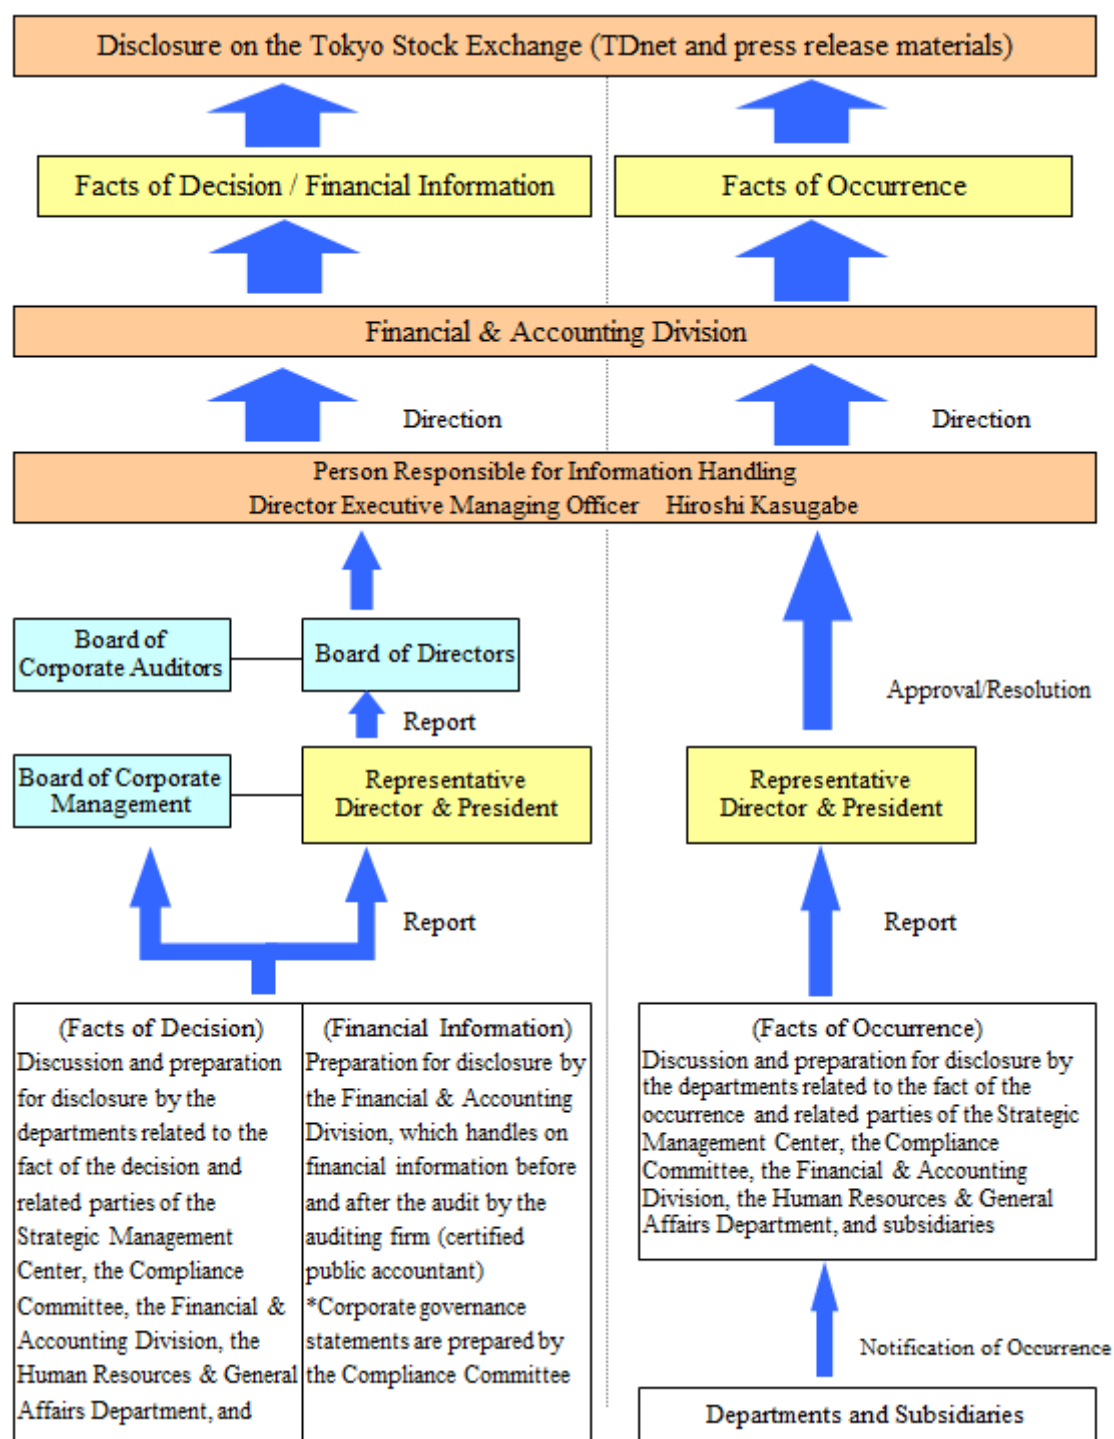 Disclosure on the Tokyo Stock Exchange (TDnet and press release materials)
Facts of Decision / Financial Information
Facts of Occurrence
Financial & Accounting Division
Direction
Direction
Person Responsible for Information Handling
Director Executive Managing Officer Hiroshi Kasugabe
Board of
Corporate Auditors
Board of Directors
Approval/Resolution
Report
Board of Corporate
Management
Representative
Director & President
Representative
Director & President
Report
Report
(Facts of Decision)
Discussion and preparation
for disclosure by the
departments related to the
fact of the decision and
related parties of the
Strategic Management
Center, the Compliance
Committee, the Financial &
Accounting Division, the
Human Resources & General
Affairs Department, and
(Financial Information)
Preparation for disclosure by
the Financial & Accounting
Division, which handles on
financial information before
and after the audit by the
auditing firm (certified
public accountant)
*Corporate governance
statements are prepared by
the Compliance Committee
(Facts of Occurrence)
Discussion and preparation for disclosure by
the departments related to the fact of the
occurrence and related parties of the Strategic
Management Center, the Compliance
Committee, the Financial & Accounting
Division, the Human Resources & General
Affairs Department, and subsidiaries
Notification of Occurrence
Departments and Subsidiaries